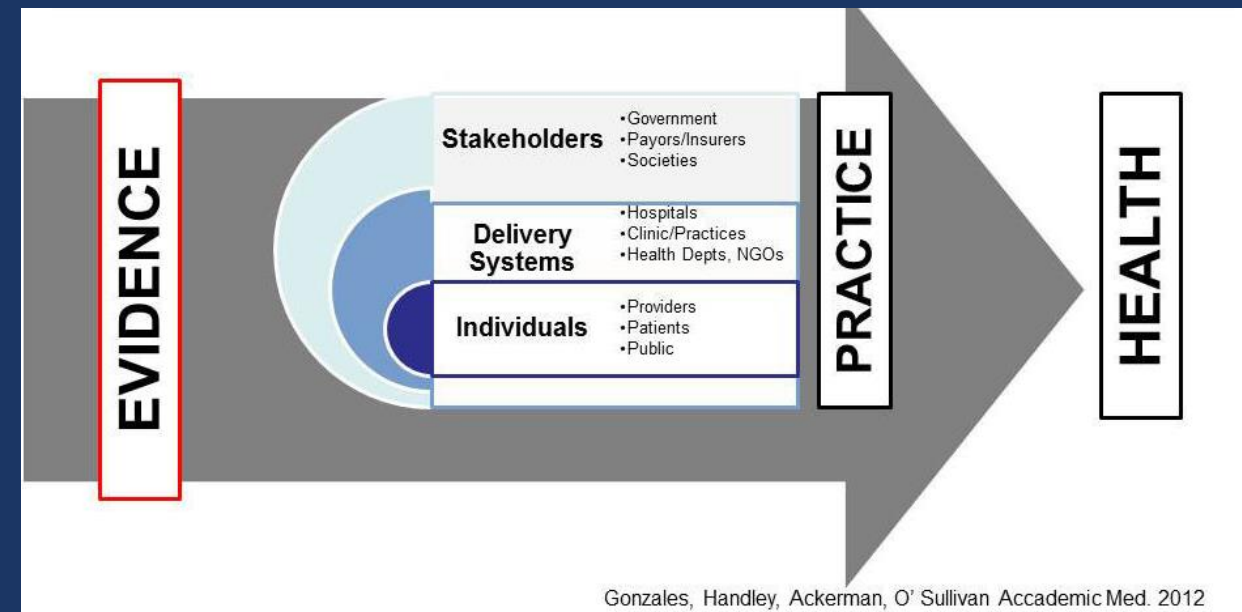 EVIDENCE
Stakeholders
•Government
•Payors/Insurers
•Societies
Delivery
Systems
•Hospitals
•Clinic/Practices
•Health Depts, NGOs
Individuals
•Providers
•Patients
•Public
PRACTICE
HEALTH
Gonzales, Handley, Ackerman, O' Sullivan Accademic Med. 2012